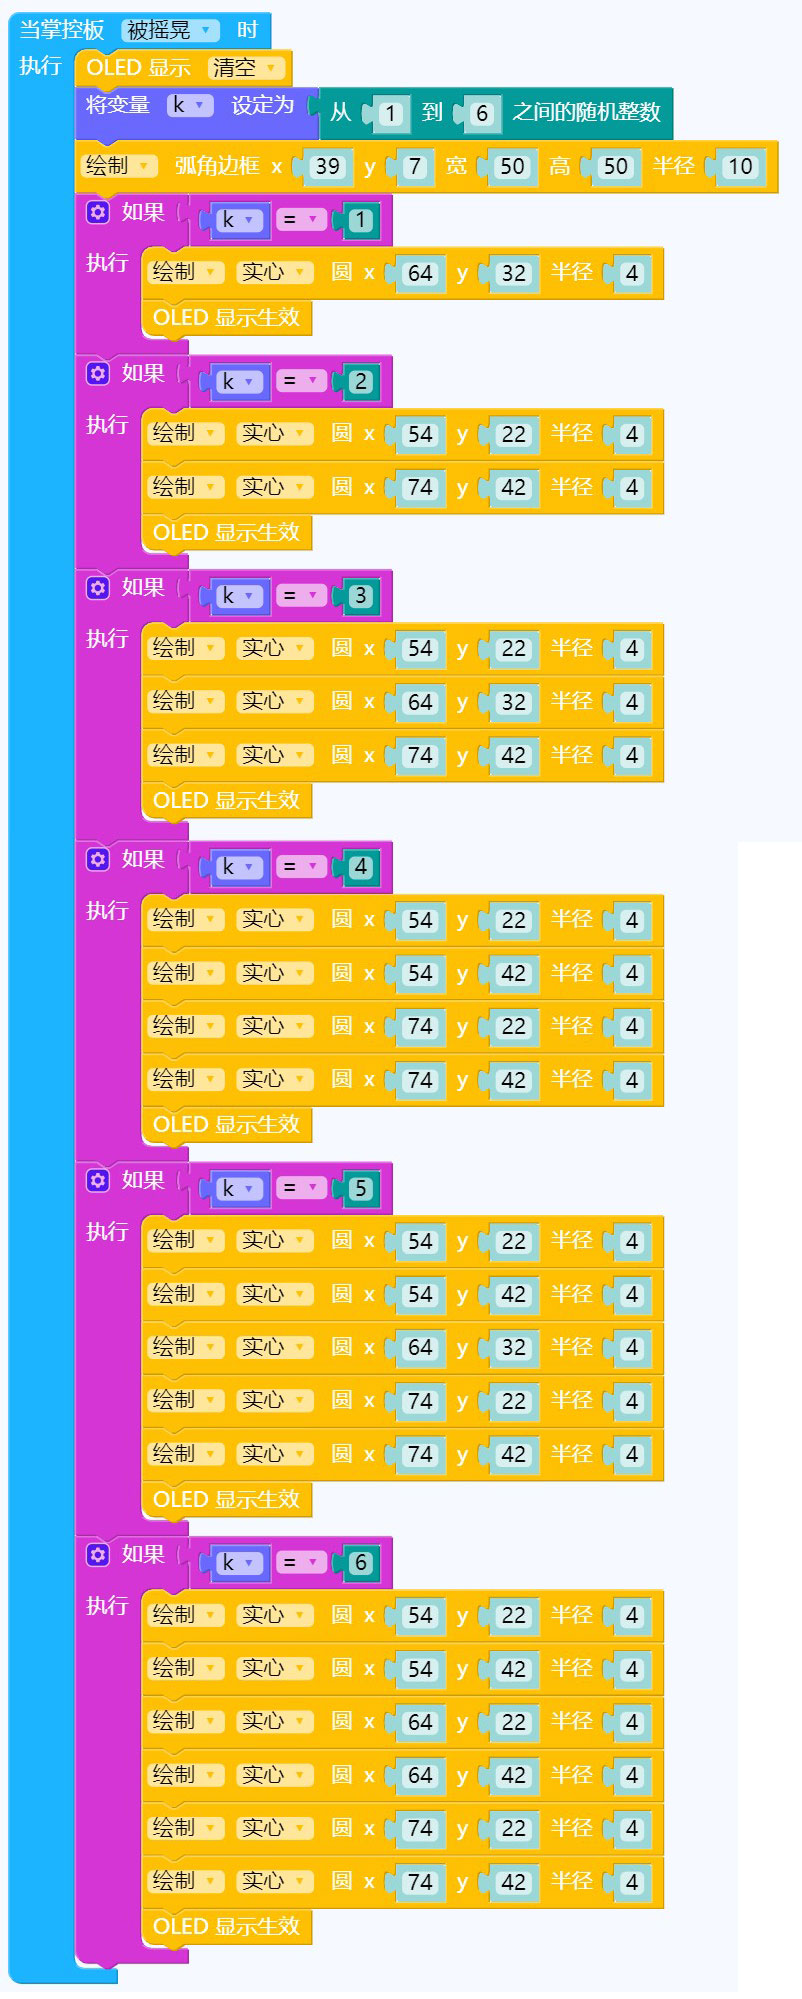 当掌控板 被摇晃 时
执行 OLED 显示 清空
将变量 k 设定为 从 1 到 6 之间的随机整数
绘制 弧角边框 x 39 y 7 宽 50 高 50 半径 10
如果 k = 1
执行 绘制 实心 圆 x 64 y 32 半径 4
OLED 显示生效
如果 k = 2
执行 绘制 实心 圆 x 54 y 22 半径 4
绘制 实心 圆 x 74 y 42 半径 4
OLED 显示生效
如果 k = 3
执行 绘制 实心 圆 x 54 y 22 半径 4
绘制 实心 圆 x 64 y 32 半径 4
绘制 实心 圆 x 74 y 42 半径 4
OLED 显示生效
如果 k = 4
执行 绘制 实心 圆 x 54 y 22 半径 4
绘制 实心 圆 x 54 y 42 半径 4
绘制 实心 圆 x 74 y 22 半径 4
绘制 实心 圆 x 74 y 42 半径 4
OLED 显示生效
如果 k = 5
执行 绘制 实心 圆 x 54 y 22 半径 4
绘制 实心 圆 x 54 y 42 半径 4
绘制 实心 圆 x 64 y 32 半径 4
绘制 实心 圆 x 74 y 22 半径 4
绘制 实心 圆 x 74 y 42 半径 4
OLED 显示生效
如果 k = 6
执行 绘制 实心 圆 x 54 y 22 半径 4
绘制 实心 圆 x 54 y 42 半径 4
绘制 实心 圆 x 64 y 22 半径 4
绘制 实心 圆 x 64 y 42 半径 4
绘制 实心 圆 x 74 y 22 半径 4
绘制 实心 圆 x 74 y 42 半径 4
OLED 显示生效